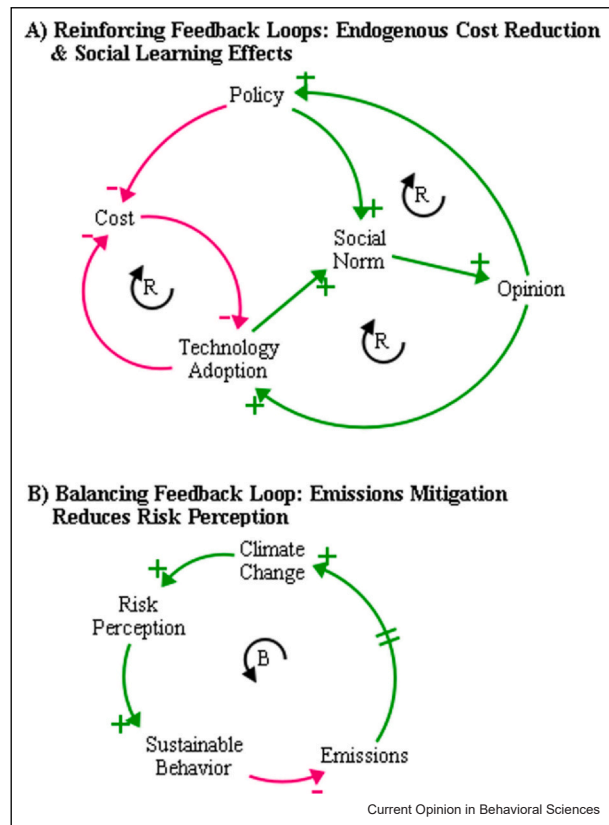 A) Reinforcing Feedback Loops: Endogenous Cost Reduction
& Social Learning Effects
+
Policy
-
+
Cost
-
R
Social
Norm
+
Opinion
R
+
R
-
Technology
Adoption
+
B) Balancing Feedback Loop: Emissions Mitigation
Reduces Risk Perception
Climate
Change
+
+
Risk
Perception
B
+
Sustainable
Behavior
Emissions
-
Current Opinion in Behavioral Sciences